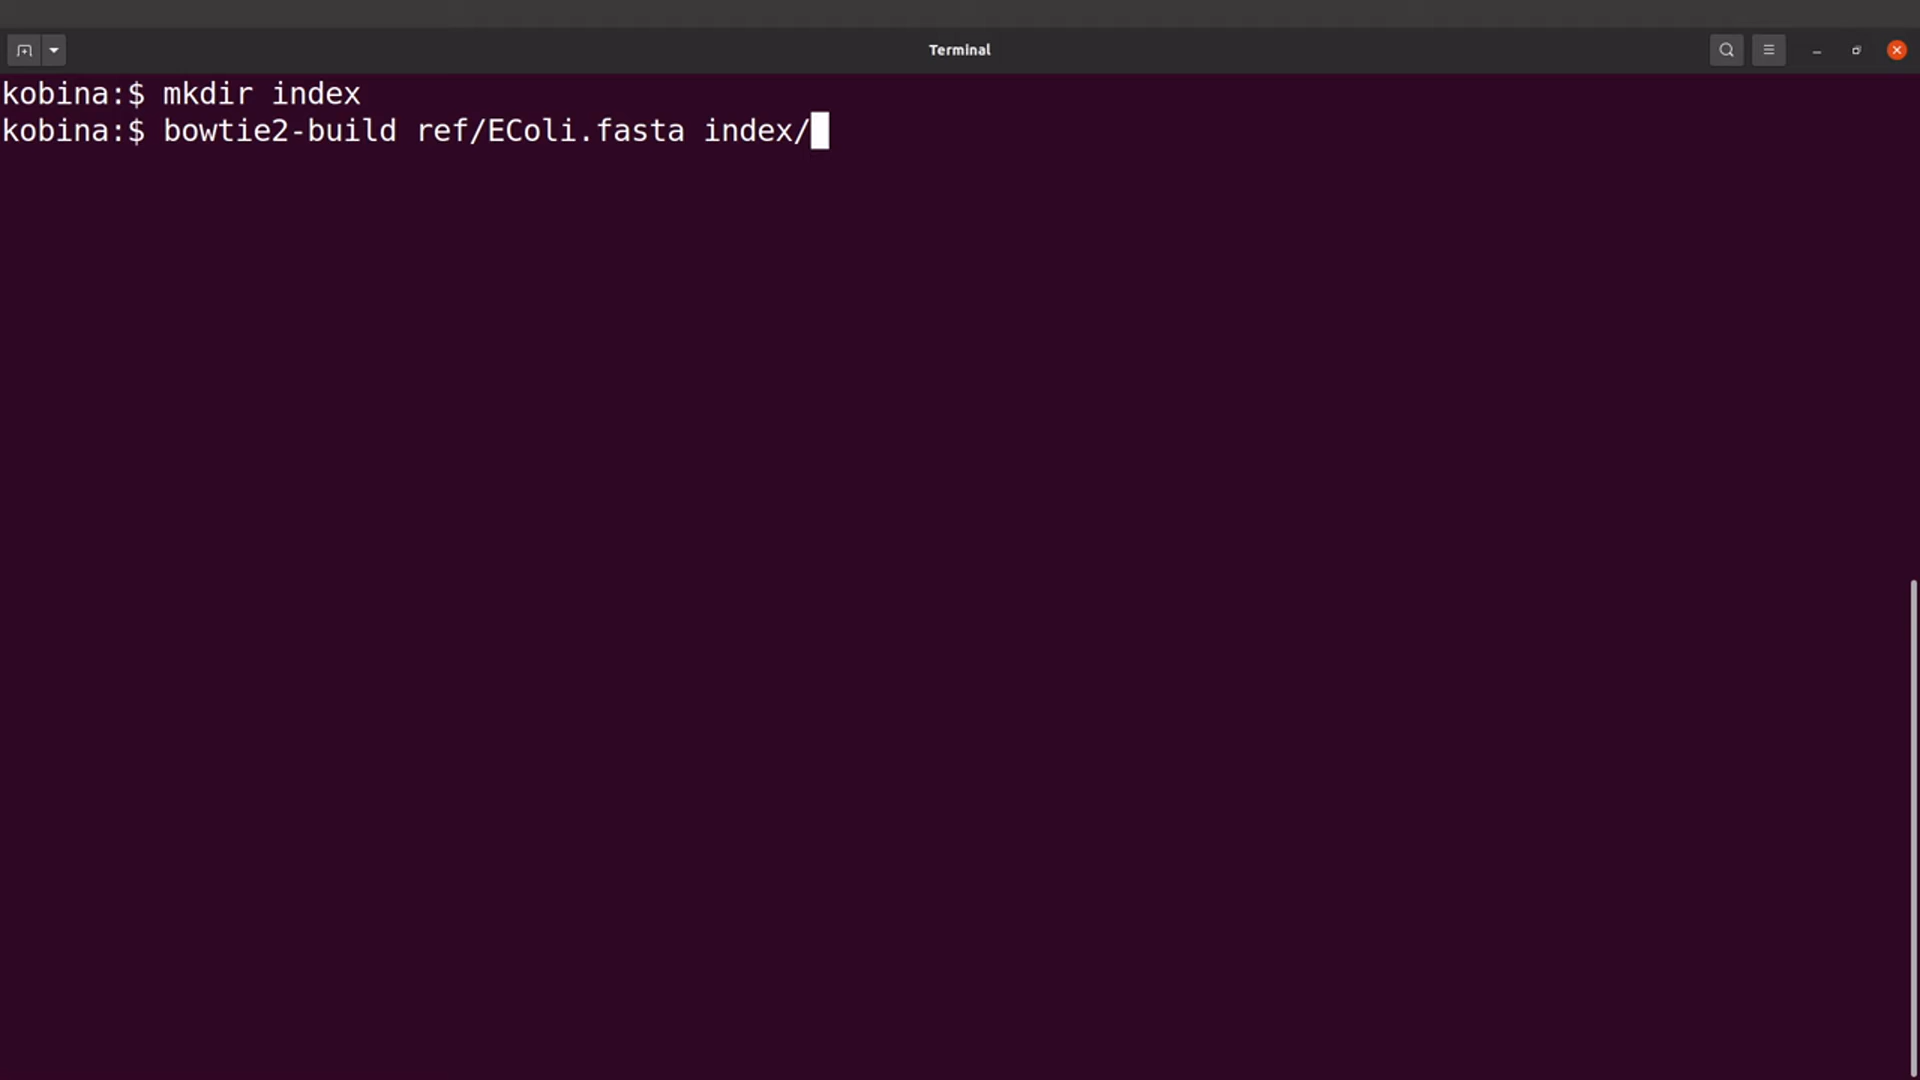 Terminal
kobina:$ mkdir index
kobina:$ bowtie2-build ref/EColi.fasta index/